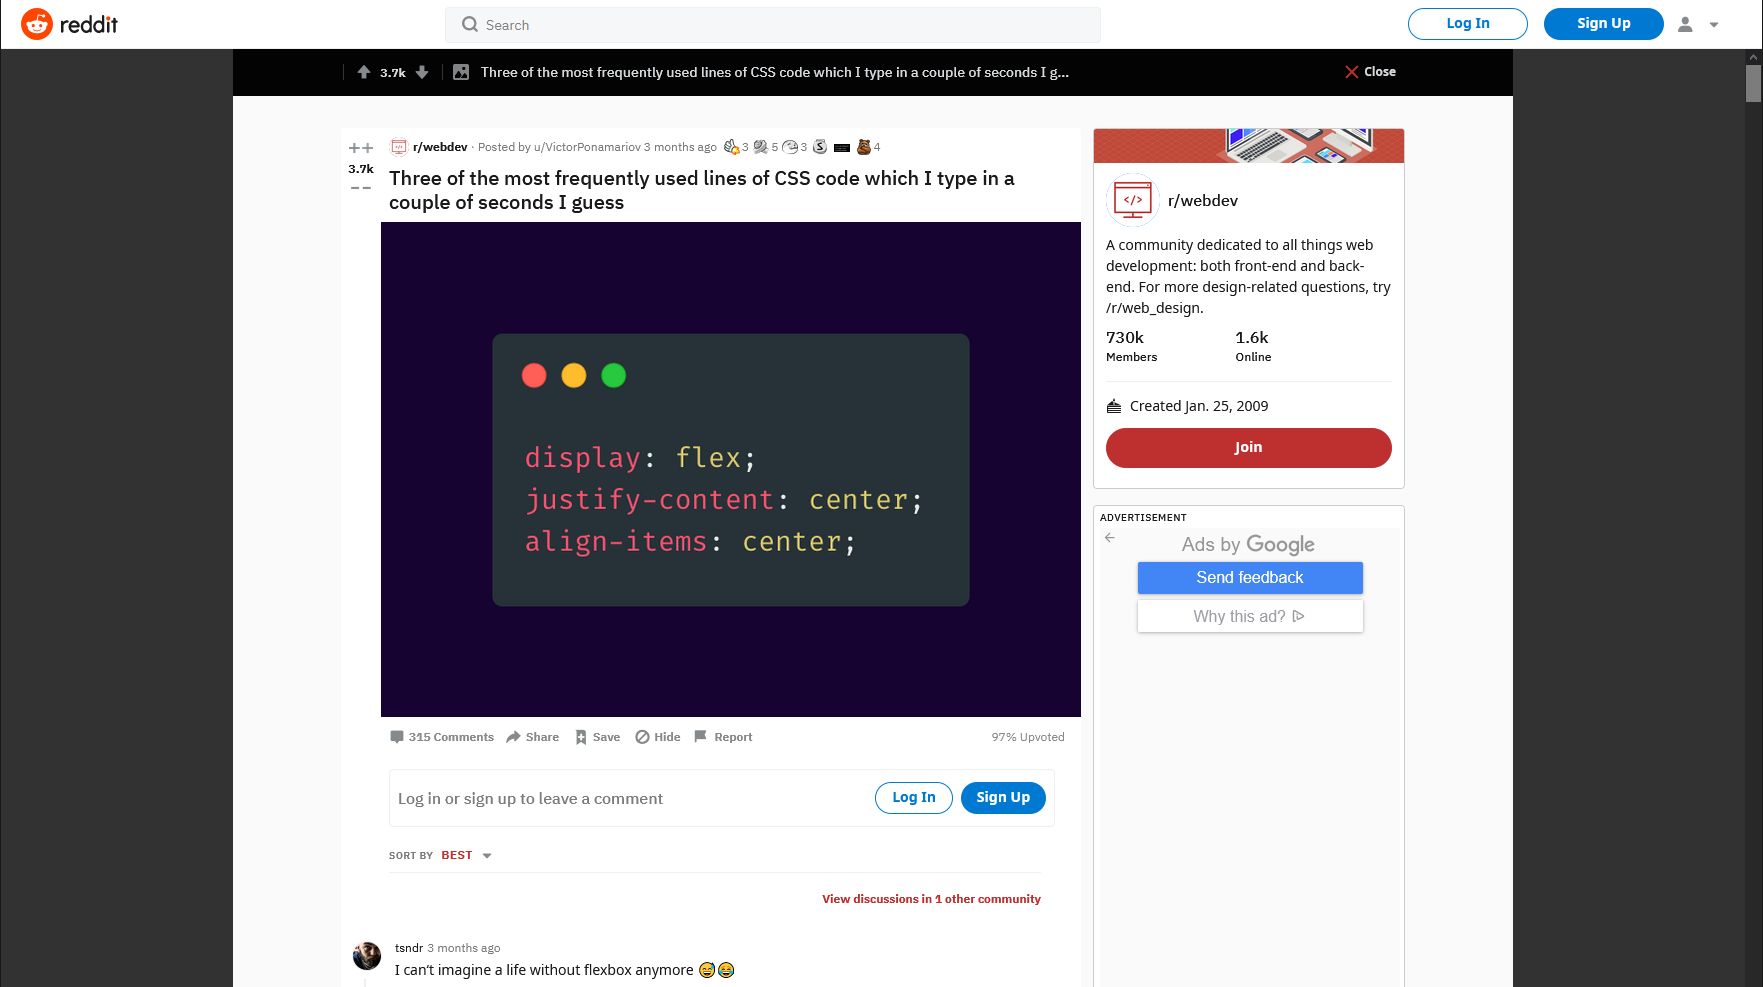 reddit
Search
Log In
Sign Up
3.7k
Three of the most frequently used lines of CSS code which I type in a couple of seconds I g...
Close
r/webdev · Posted by u/VictorPonamariov 3 months ago 3 5 3 4
3.7k
Three of the most frequently used lines of CSS code which I type in a
couple of seconds I guess
display: flex;
justify-content: center;
align-items: center;
315 Comments Share Save Hide Report
97% Upvoted
Log in or sign up to leave a comment
Log In
Sign Up
SORT BY BEST
View discussions in 1 other community
tsndr 3 months ago
I can't imagine a life without flexbox anymore 😅😂
</>
r/webdev
A community dedicated to all things web
development: both front-end and back-
end. For more design-related questions, try
/r/web_design.
730k
Members
1.6k
Online
Created Jan. 25, 2009
Join
ADVERTISEMENT
Ads by Google
Send feedback
Why this ad?